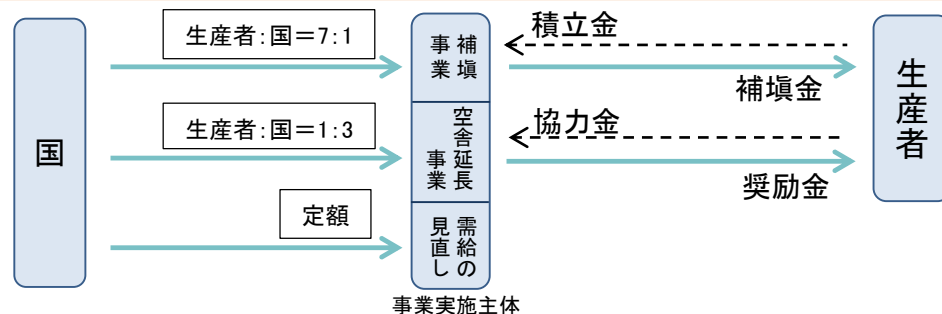 国
生産者:国=7:1
生産者:国=1:3
定額
補塡
事業
空舎延長
事業
需給の
見直し
事業実施主体
積立金
補塡金
協力金
奨励金
生産者